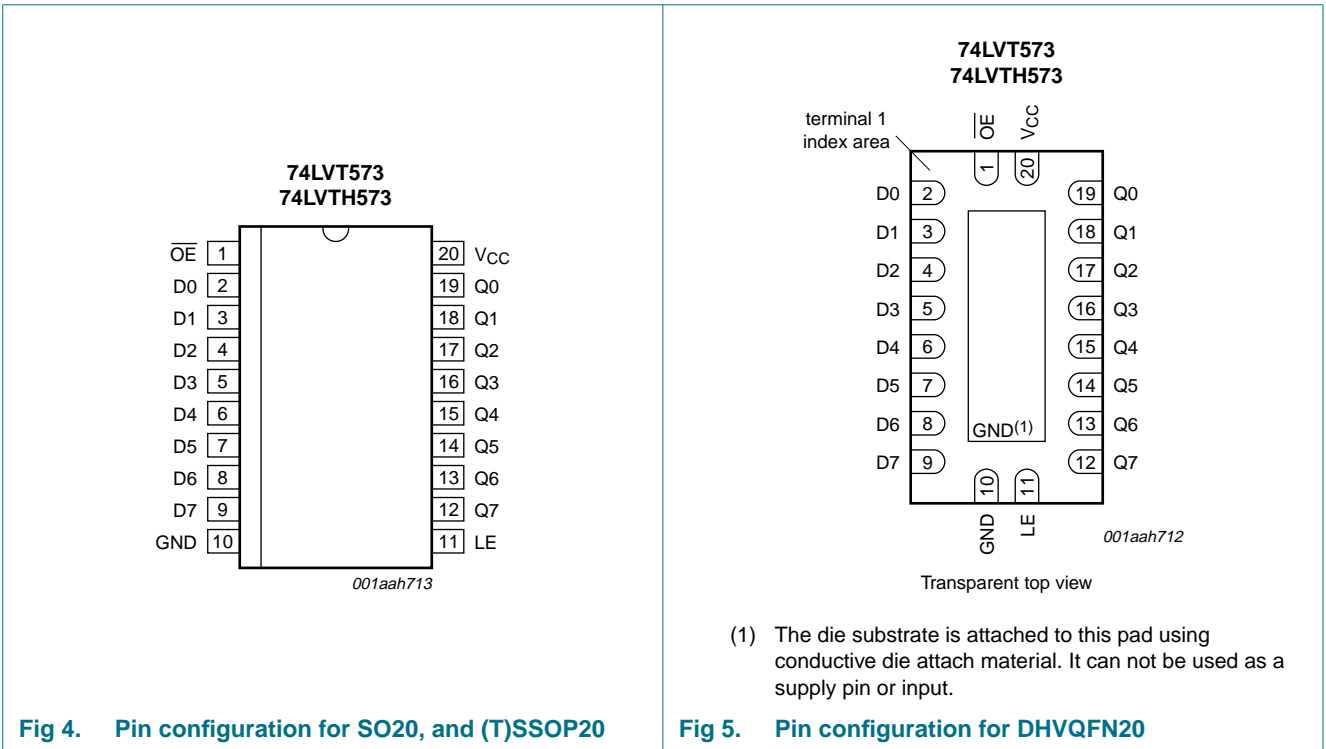 74LVT573
74LVTH573
OE 1 20 VCC
D0 2 19 Q0
D1 3 18 Q1
D2 4 17 Q2
D3 5 16 Q3
D4 6 15 Q4
D5 7 14 Q5
D6 8 13 Q6
D7 9 12 Q7
GND 10 11 LE
001aah713
Fig 4. Pin configuration for SO20, and (T)SSOP20
74LVT573
74LVTH573
terminal 1
index area
OE VCC
1 20
D0 2 19 Q0
D1 3 18 Q1
D2 4 17 Q2
D3 5 16 Q3
D4 6 15 Q4
D5 7 14 Q5
D6 8 GND(1) 13 Q6
D7 9 12 Q7
10 11
GND LE
001aah712
Transparent top view
(1) The die substrate is attached to this pad using
conductive die attach material. It can not be used as a
supply pin or input.
Fig 5. Pin configuration for DHVQFN20